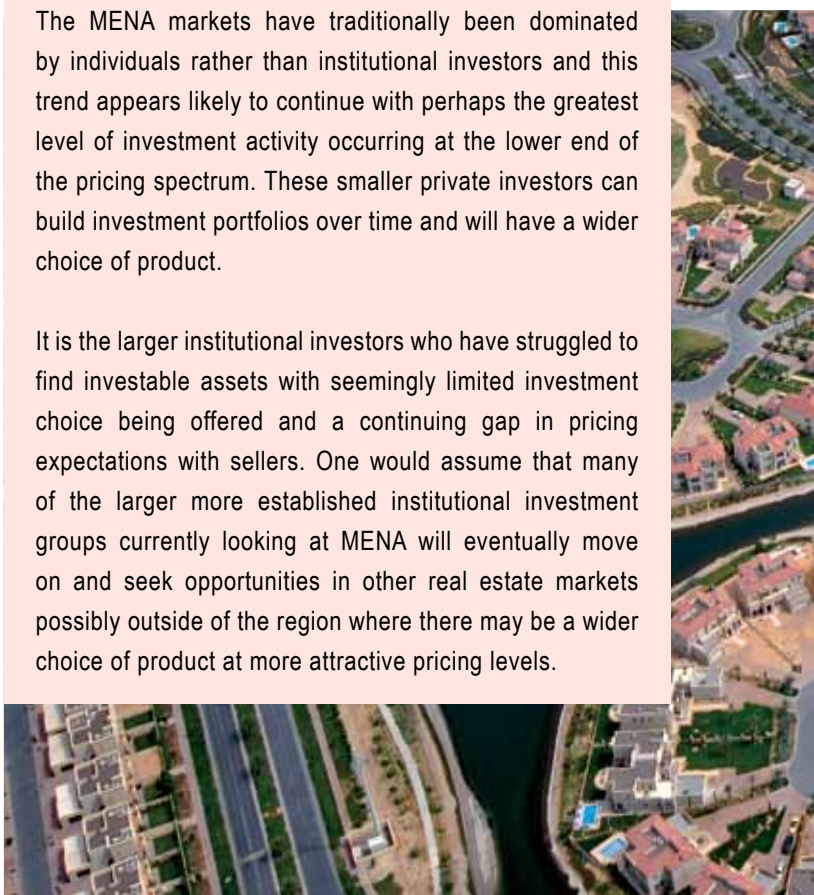 The MENA markets have traditionally been dominated
by individuals rather than institutional investors and this
trend appears likely to continue with perhaps the greatest
level of investment activity occurring at the lower end of
the pricing spectrum. These smaller private investors can
build investment portfolios over time and will have a wider
choice of product.
It is the larger institutional investors who have struggled to
find investable assets with seemingly limited investment
choice being offered and a continuing gap in pricing
expectations with sellers. One would assume that many
of the larger more established institutional investment
groups currently looking at MENA will eventually move
on and seek opportunities in other real estate markets
possibly outside of the region where there may be a wider
choice of product at more attractive pricing levels.